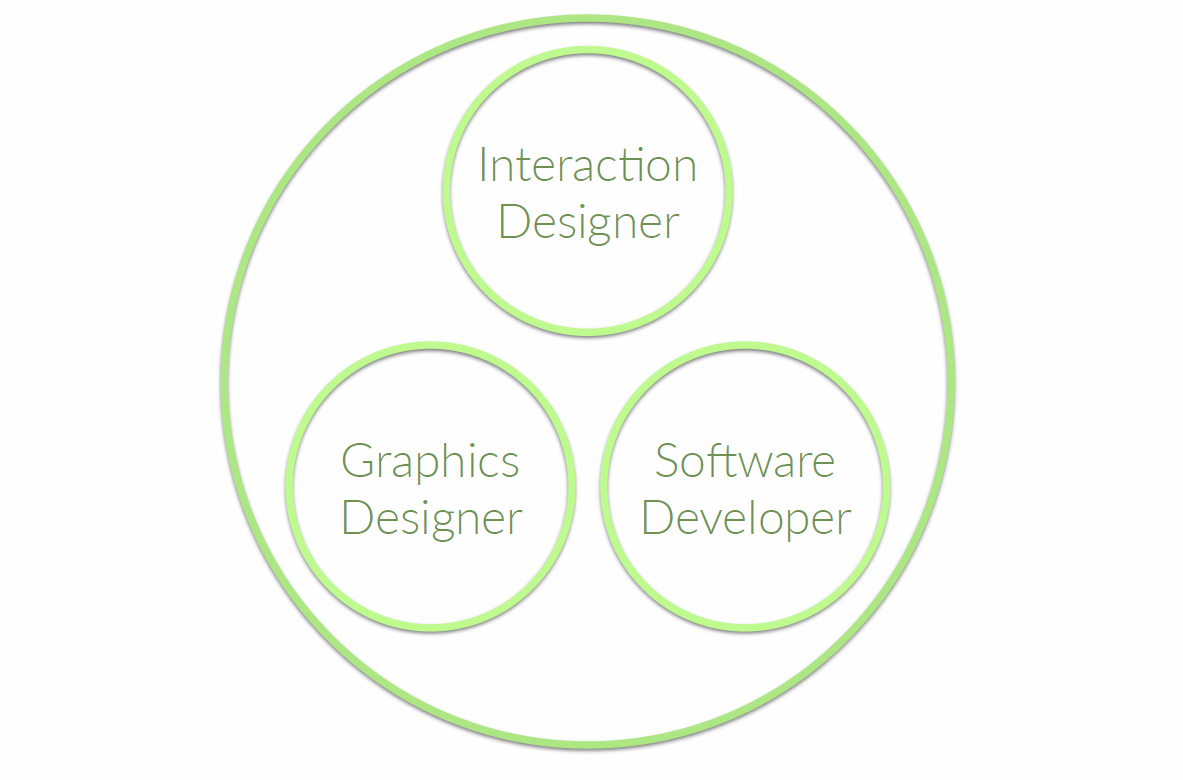 Interaction
Designer
Graphics
Designer
Software
Developer